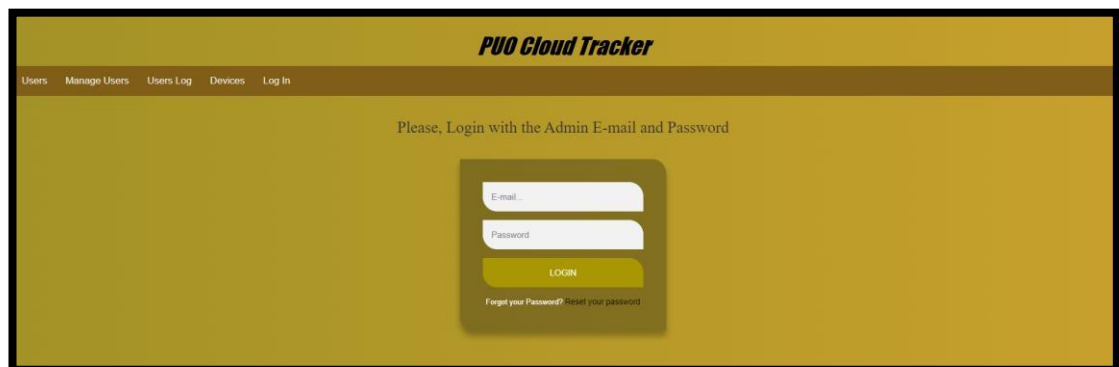 PUO Cloud Tracker
Users Manage Users Users Log Devices Log In
Please, Login with the Admin E-mail and Password
E-mail...
Password
LOGIN
Forgot your Password? Reset your password